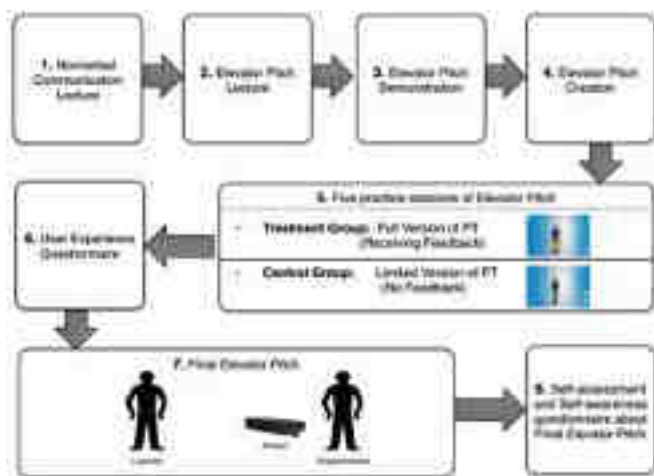 1. Nonverbal
Communication
Lecture
2. Elevator Pitch
Lecture
3. Elevator Pitch
Demonstration
4. Elevator Pitch
Creation
5. Five practice sessions of Elevator Pitch
- Treatment Group: Full Version of PT
(Receiving Feedback)
- Control Group: Limited Version of PT
(No Feedback)
6. User Experience
Questionnaire
7. Final Elevator Pitch
Learner
8. Self-assessment
and Self-awareness
questionnaire about
Final Elevator Pitch